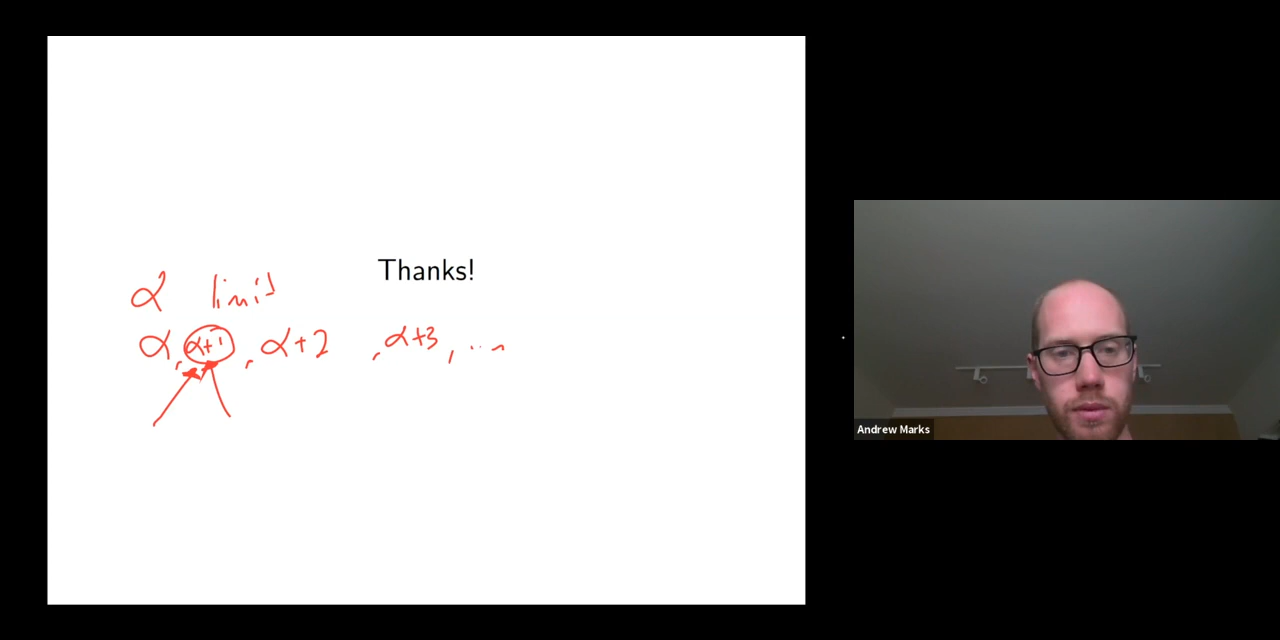 Thanks!
α limit
α, α+1, α+2, α+3, ...
Andrew Marks